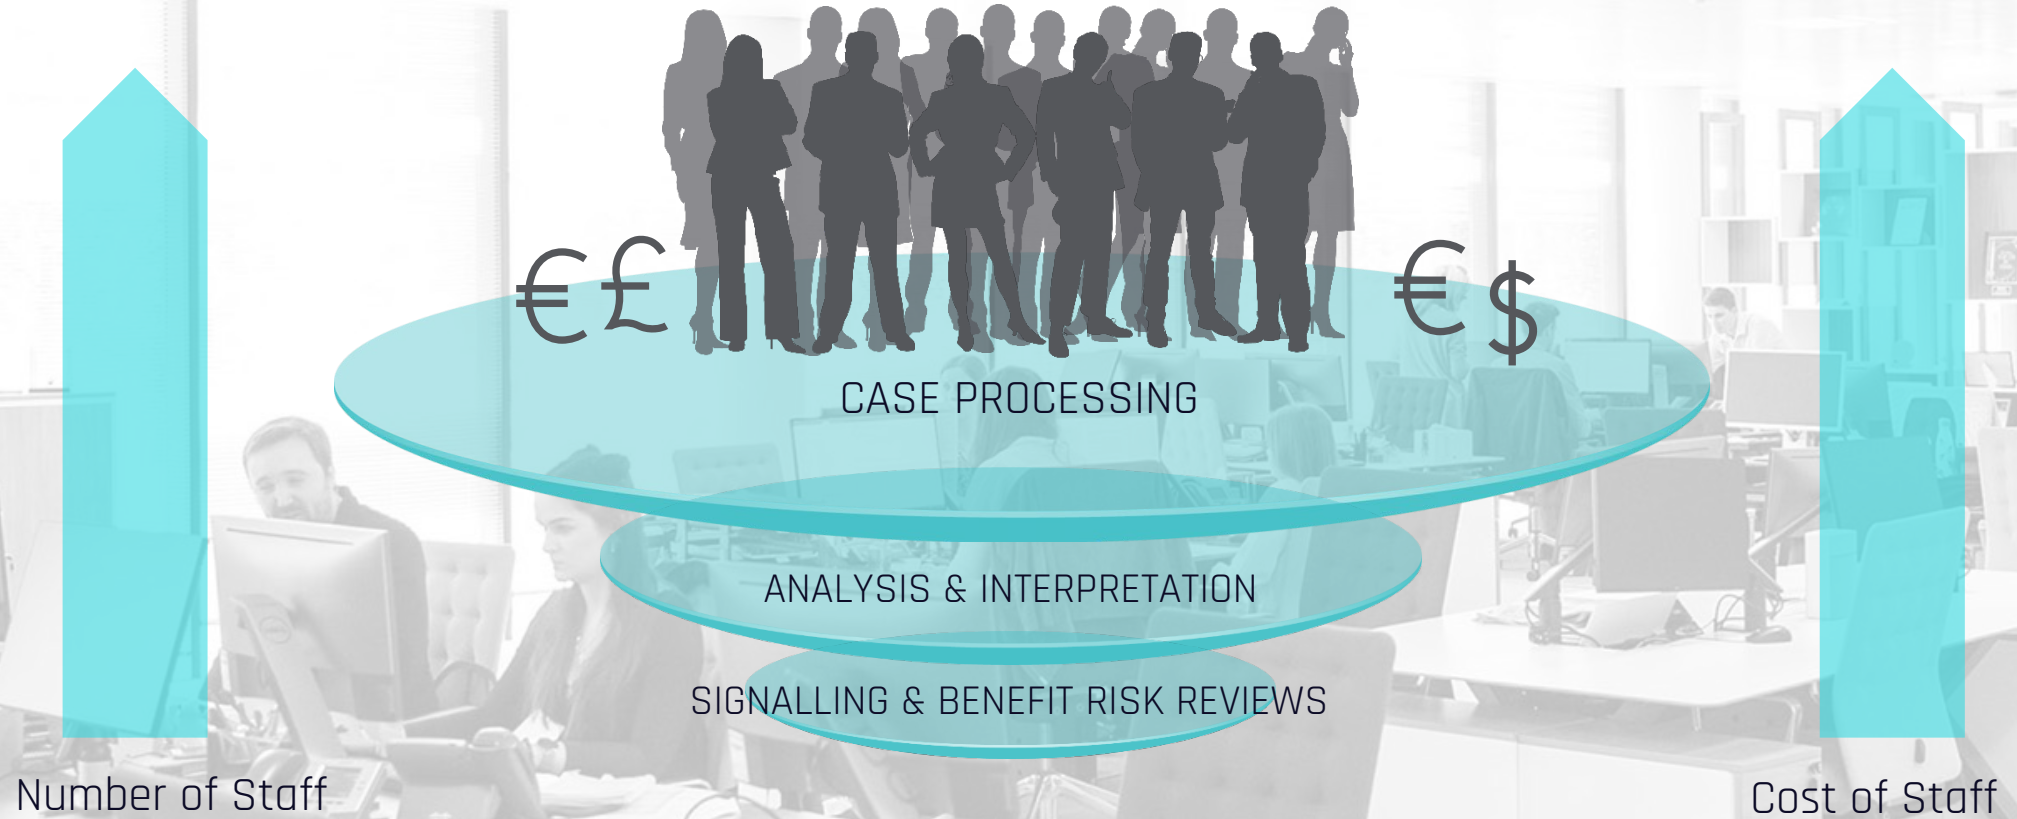 € £
€ $
CASE PROCESSING
ANALYSIS & INTERPRETATION
SIGNALLING & BENEFIT RISK REVIEWS
Number of Staff
Cost of Staff